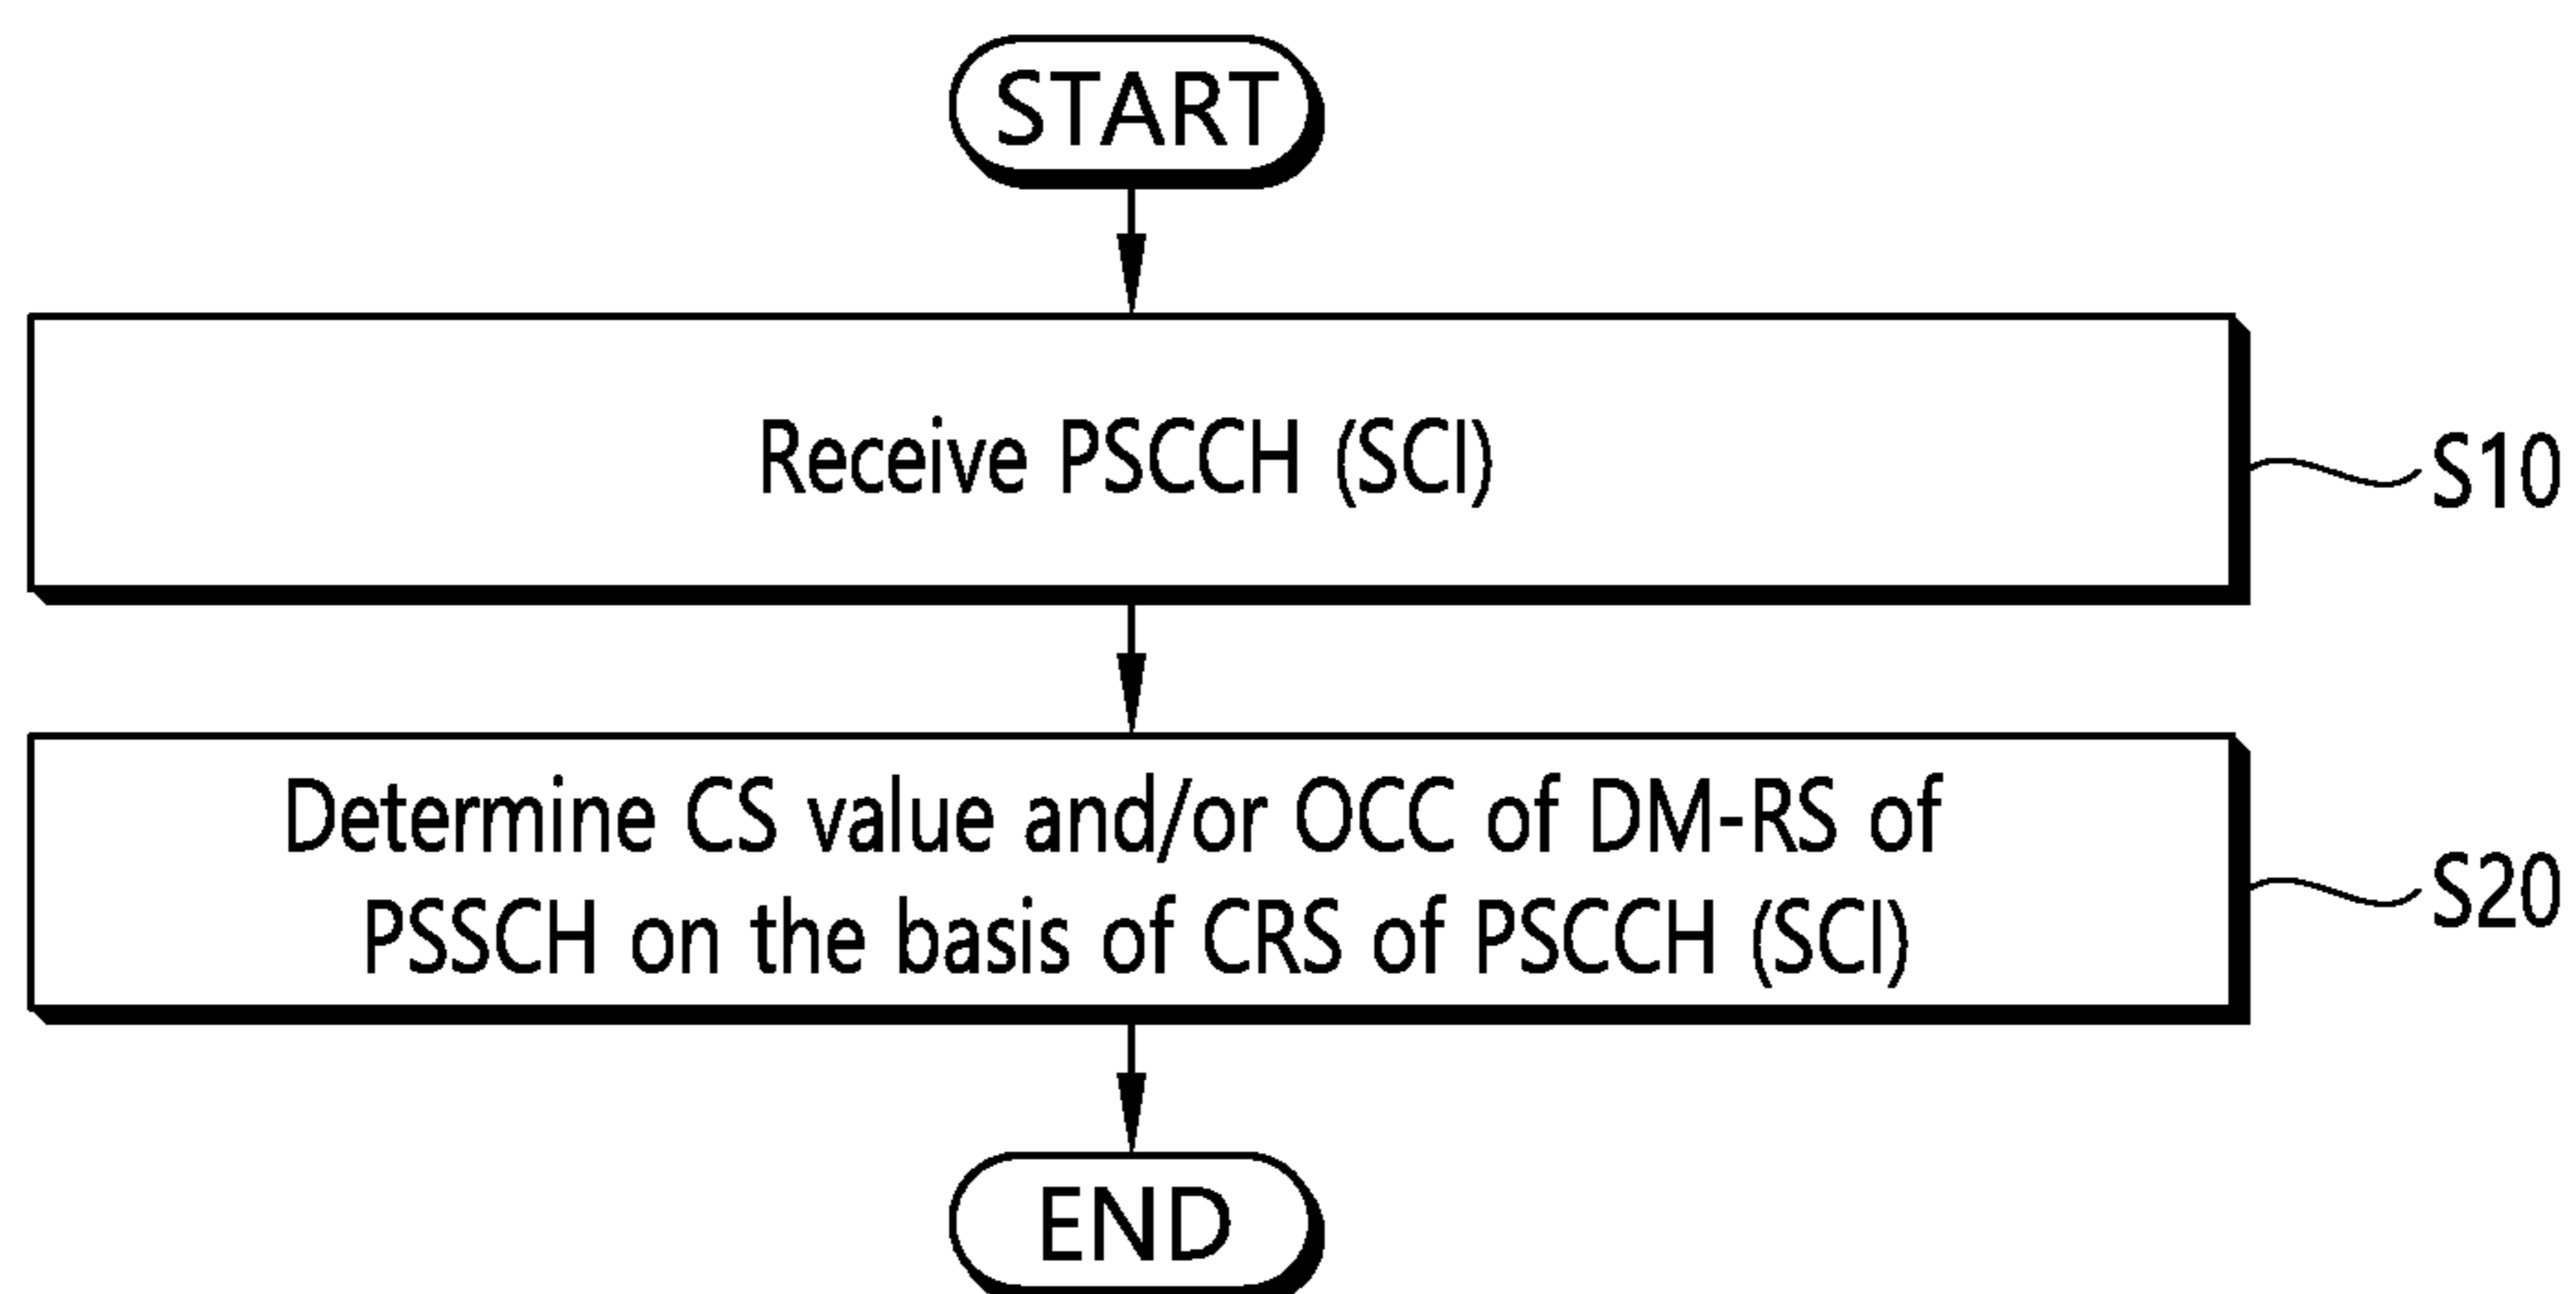 START
Receive PSCCH (SCI)
S10
Determine CS value and/or OCC of DM-RS of
PSSCH on the basis of CRS of PSCCH (SCI)
S20
END